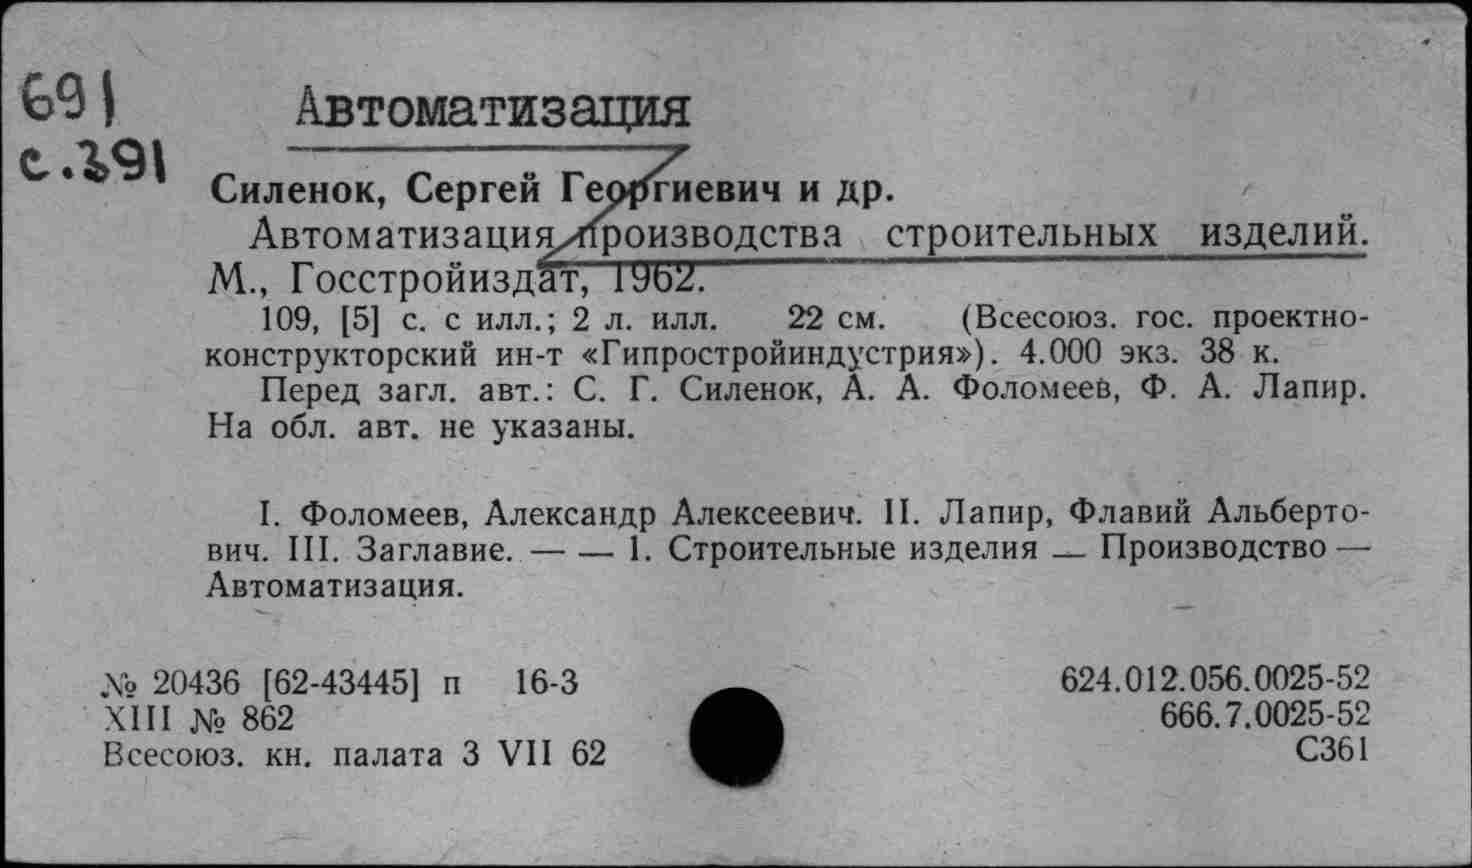 691
Автоматизация
с.291
Силенок, Сергей Георгиевич и др.
Автоматизация производства строительных изделий.
М., Госстройиздат, 1962.
109, [5] с. с илл.; 2 л. илл. 22 см. (Всесоюз. гос. проектно-
конструкторский ин-т «Гипростройиндустрия»). 4.000 экз. 38 к.
Перед загл. авт.: С. Г. Силенок, А. А. Фоломеев, Ф. А. Лапир.
На обл. авт. не указаны.
I. Фоломеев, Александр Алексеевич. II. Лапир, Флавий Альберто-
вич. III. Заглавие. — — 1. Строительные изделия — Производство —
Автоматизация.
№ 20436 [62-43445] п 16-3
XIII № 862
Всесоюз. кн. палата 3 VII 62
624.012.056.0025-52
666.7.0025-52
С361